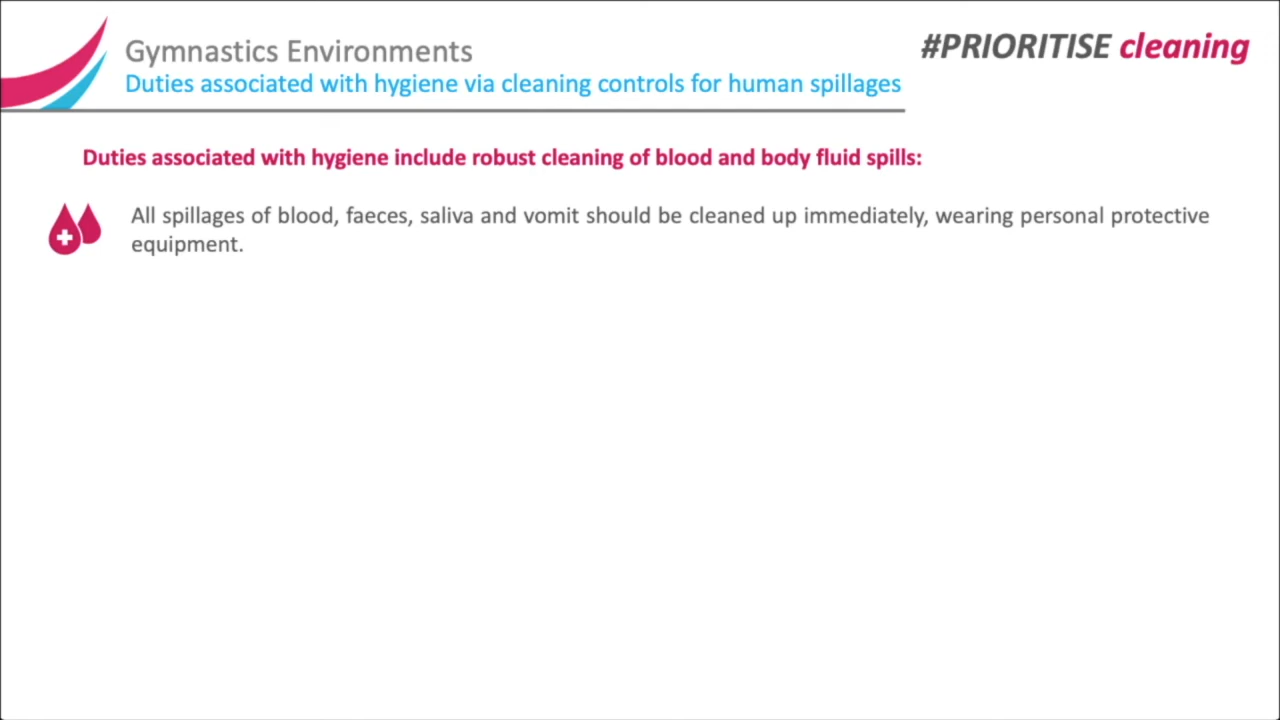 Gymnastics Environments
#PRIORITISE cleaning
Duties associated with hygiene via cleaning controls for human spillages
Duties associated with hygiene include robust cleaning of blood and body fluid spills:
All spillages of blood, faeces, saliva and vomit should be cleaned up immediately, wearing personal protective
equipment.